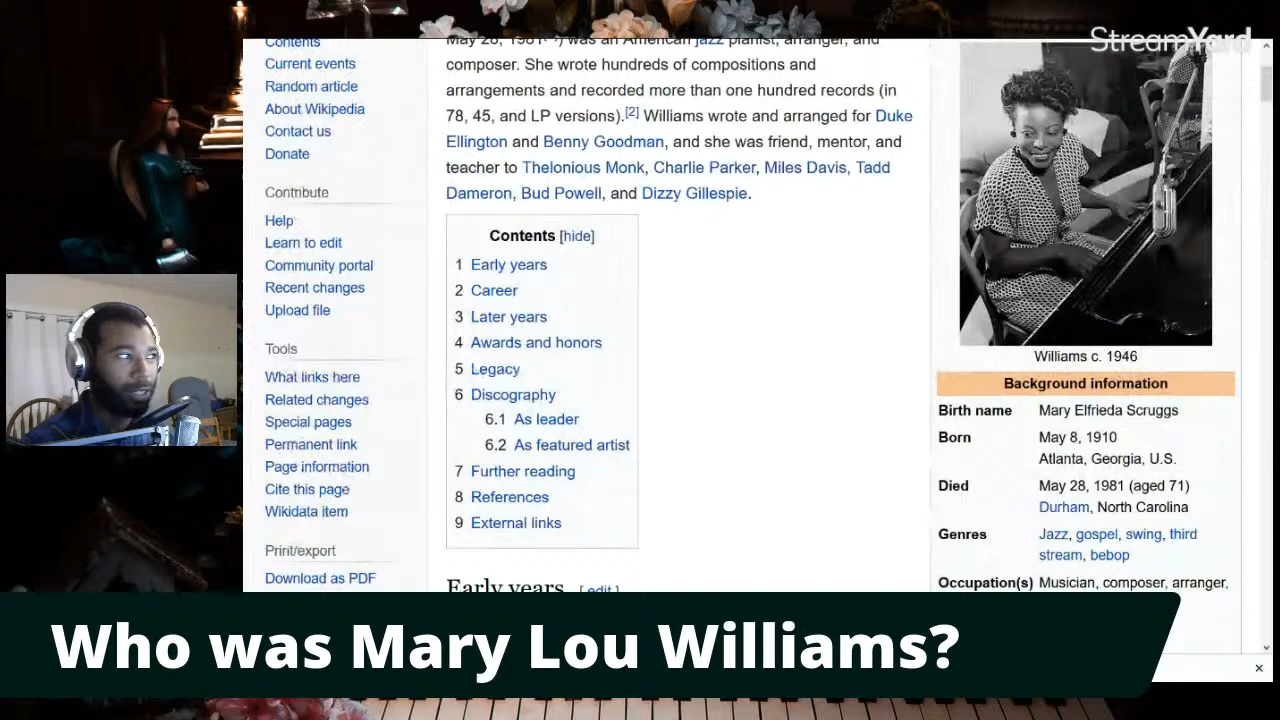 StreamYard
Contents
Current events
Random article
About Wikipedia
Contact us
Donate
Contribute
Help
Learn to edit
Community portal
Recent changes
Upload file
Tools
What links here
Related changes
Special pages
Permanent link
Page information
Cite this page
Wikidata item
Print/export
Download as PDF
was an American jazz pianist, arranger, and
composer. She wrote hundreds of compositions and
arrangements and recorded more than one hundred records (in
78, 45, and LP versions).[2] Williams wrote and arranged for Duke
Ellington and Benny Goodman, and she was friend, mentor, and
teacher to Thelonious Monk, Charlie Parker, Miles Davis, Tadd
Dameron, Bud Powell, and Dizzy Gillespie.
Contents [hide]
1 Early years
2 Career
3 Later years
4 Awards and honors
5 Legacy
6 Discography
6.1 As leader
6.2 As featured artist
7 Further reading
8 References
9 External links
Early years [ edit ]
Williams c. 1946
Background information
Birth name Mary Elfrieda Scruggs
Born May 8, 1910
Atlanta, Georgia, U.S.
Died May 28, 1981 (aged 71)
Durham, North Carolina
Genres Jazz, gospel, swing, third
stream, bebop
Occupation(s) Musician, composer, arranger,
Who was Mary Lou Williams?